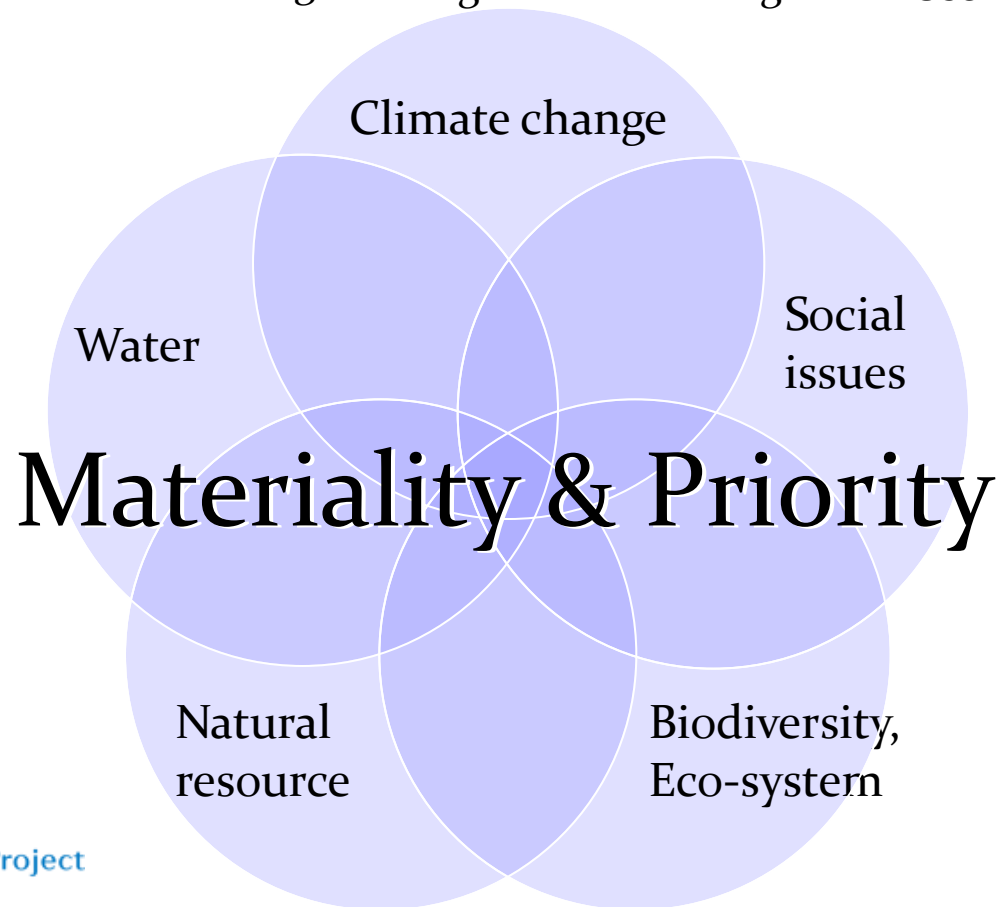 Climate change
Water
Social
issues
Materiality & Priority
Natural
resource
Biodiversity,
Eco-system
roject